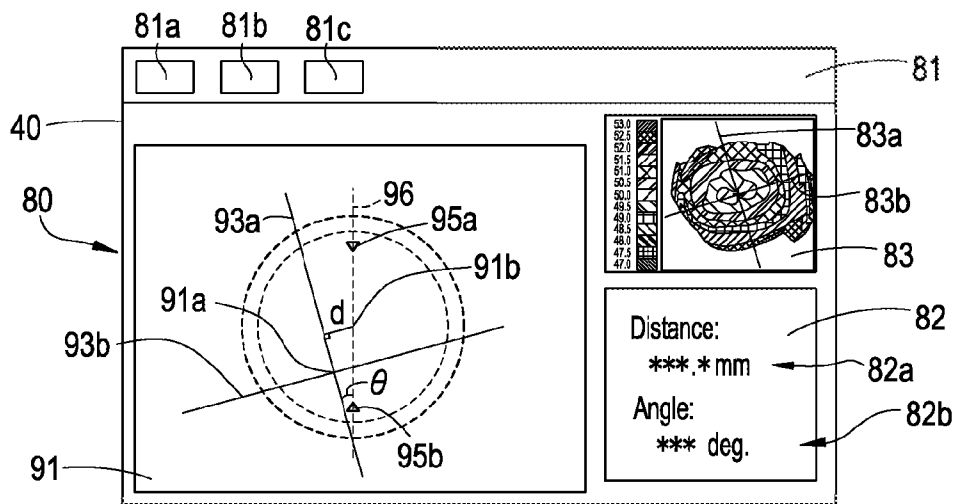 81a
81b
81c
81
40
80
53.0
52.5
52.0
51.5
51.0
50.5
50.0
49.5
49.0
48.5
48.0
47.5
47.0
83a
83b
83
93a
96
95a
91b
91a
d
93b
θ
95b
91
82
Distance:
***.*mm
82a
Angle:
*** deg.
82b